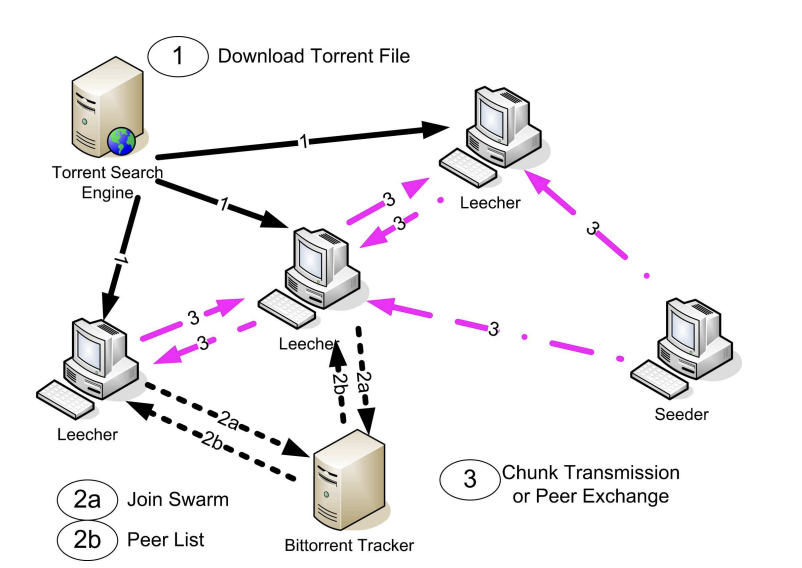 1 Download Torrent File
Torrent Search
Engine
1
1
1
Leecher
3
3
3
3
3
3
Leecher
Leecher
Seeder
2a
2b
2a
2b
2a Join Swarm
2b Peer List
Bittorrent Tracker
3 Chunk Transmission
or Peer Exchange